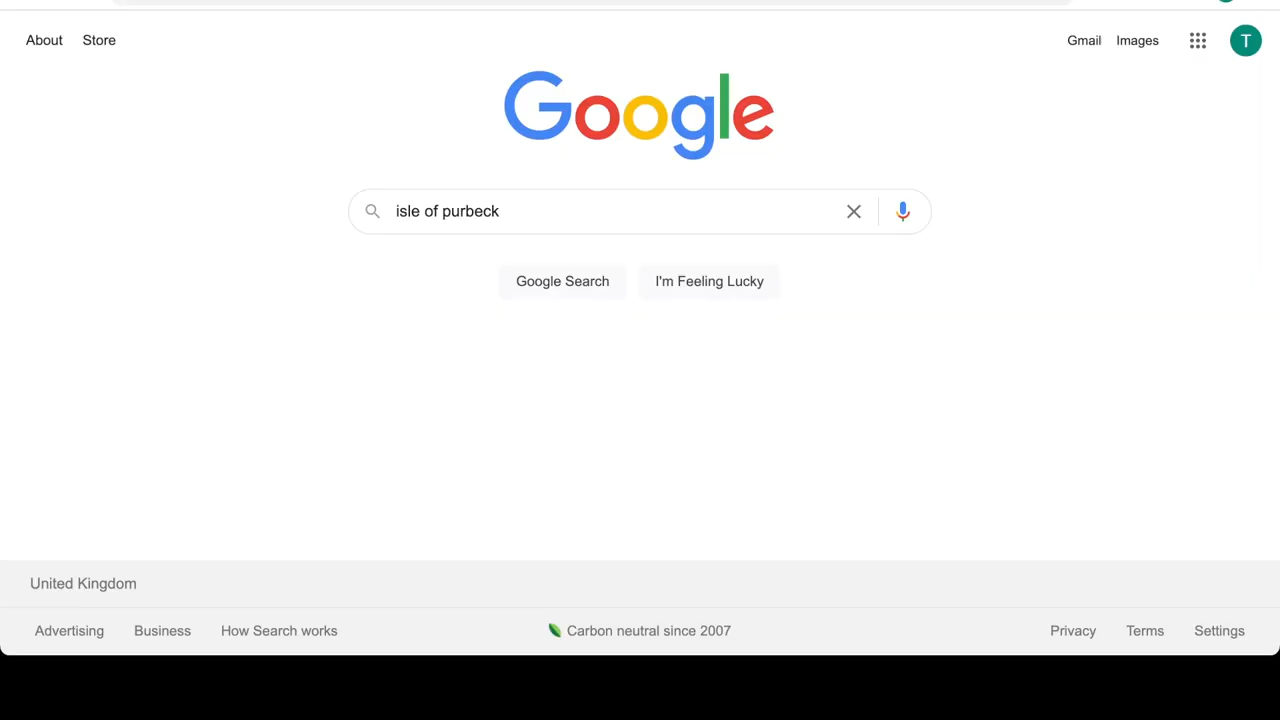 About Store Gmail Images T
Google
isle of purbeck
Google Search I'm Feeling Lucky
United Kingdom
Advertising Business How Search works Carbon neutral since 2007 Privacy Terms Settings